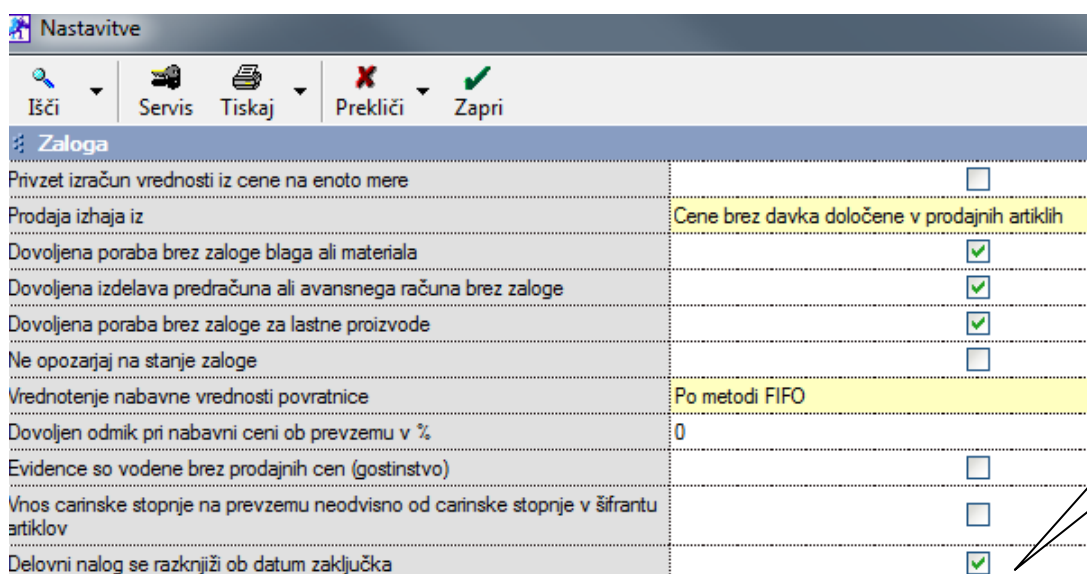 Nastavitve
Išči Servis Tiskaj Prekliči Zapri
Zaloga
Privzet izračun vrednosti iz cene na enoto mere
Prodaja izhaja iz Cene brez davka določene v prodajnih artiklih
Dovoljena poraba brez zaloge blaga ali materiala
Dovoljena izdelava predračuna ali avansnega računa brez zaloge
Dovoljena poraba brez zaloge za lastne proizvode
Ne opozarjaj na stanje zaloge
Vrednotenje nabavne vrednosti povratnice Po metodi FIFO
Dovoljen odmik pri nabavni ceni ob prevzemu v % 0
Evidence so vodene brez prodajnih cen (gostinstvo)
Vnos carinske stopnje na prevzemu neodvisno od carinske stopnje v šifrantu
artiklov
Delovni nalog se razknjiži ob datum zaključka